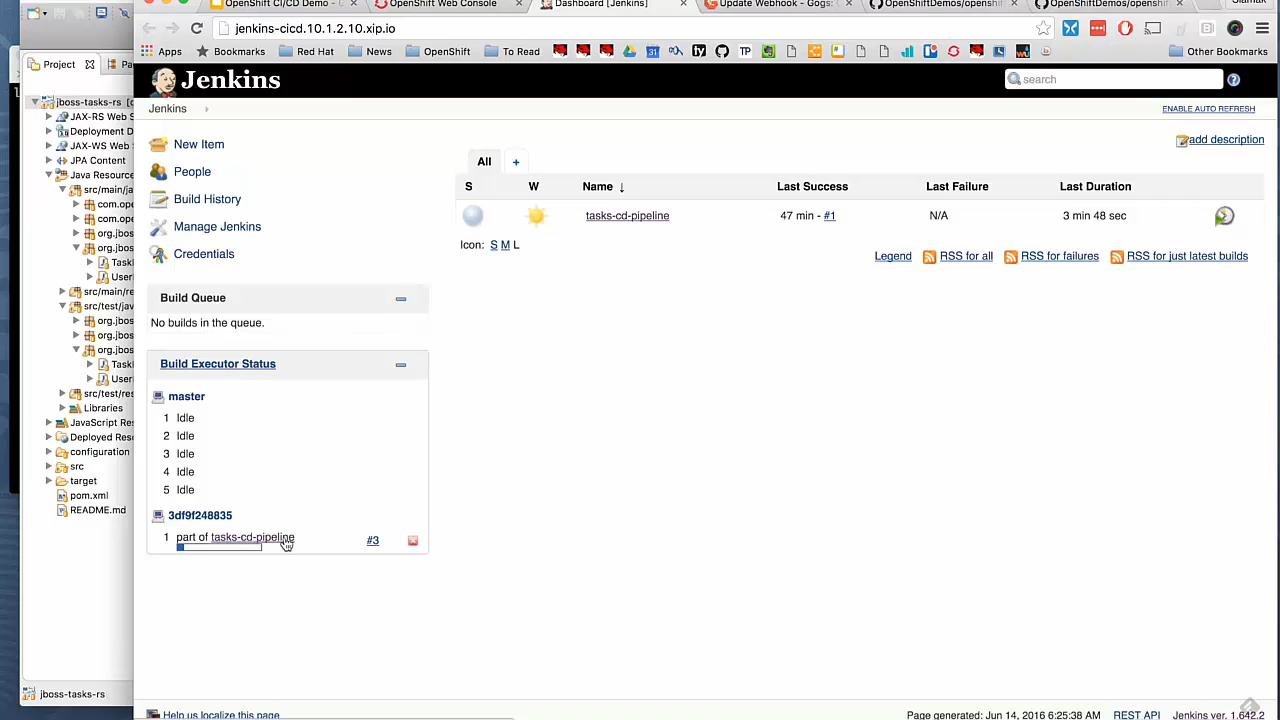 OpenShift CI/CD Demo -
OpenShift Web Console
Dashboard [Jenkins]
Update Webhook - Gogs:
OpenShiftDemos/openshif
OpenShiftDemos/openshif
jenkins-cicd.10.1.2.10.xip.io
Apps
Bookmarks
Red Hat
News
OpenShift
To Read
Other Bookmarks
Project
Pa
jboss-tasks-rs
JAX-RS Web S
Deployment D
JAX-WS Web S
JPA Content
Java Resource
src/main/ja
com.ope
com.ope
org.jbos
org.jbos
Task
User
src/main/re
src/test/jav
org.jbos
org.jbos
org.jbos
Task
User
src/test/res
Libraries
JavaScript Res
Deployed Reso
configuration
src
target
pom.xml
README.md
jboss-tasks-rs
Jenkins
search
Jenkins
ENABLE AUTO REFRESH
add description
New Item
People
Build History
Manage Jenkins
Credentials
All +
S W Name ↓ Last Success Last Failure Last Duration
tasks-cd-pipeline 47 min - #1 N/A 3 min 48 sec
Icon: S M L
Legend RSS for all RSS for failures RSS for just latest builds
Build Queue
No builds in the queue.
Build Executor Status
master
1 Idle
2 Idle
3 Idle
4 Idle
5 Idle
3df9f248835
1 part of tasks-cd-pipeline #3
Help us localize this page
Page generated: Jun 14, 2016 6:25:38 AM REST API Jenkins ver. 1.642.2